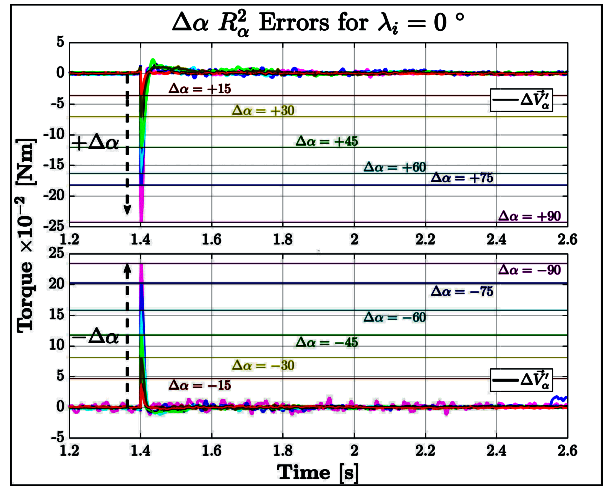 Δα R²α Errors for λᵢ = 0 °
Torque ×10⁻² [Nm]
5
0
-5
-10
-15
-20
-25
+Δα
Δα = +15
Δα = +30
Δα = +45
Δα = +60
Δα = +75
Δα = +90
ΔV⃗′α
1.2 1.4 1.6 1.8 2 2.2 2.4 2.6
25
20
15
10
5
0
-5
−Δα
Δα = −90
Δα = −75
Δα = −60
Δα = −45
Δα = −30
Δα = −15
ΔV⃗′α
1.2 1.4 1.6 1.8 2 2.2 2.4 2.6
Time [s]